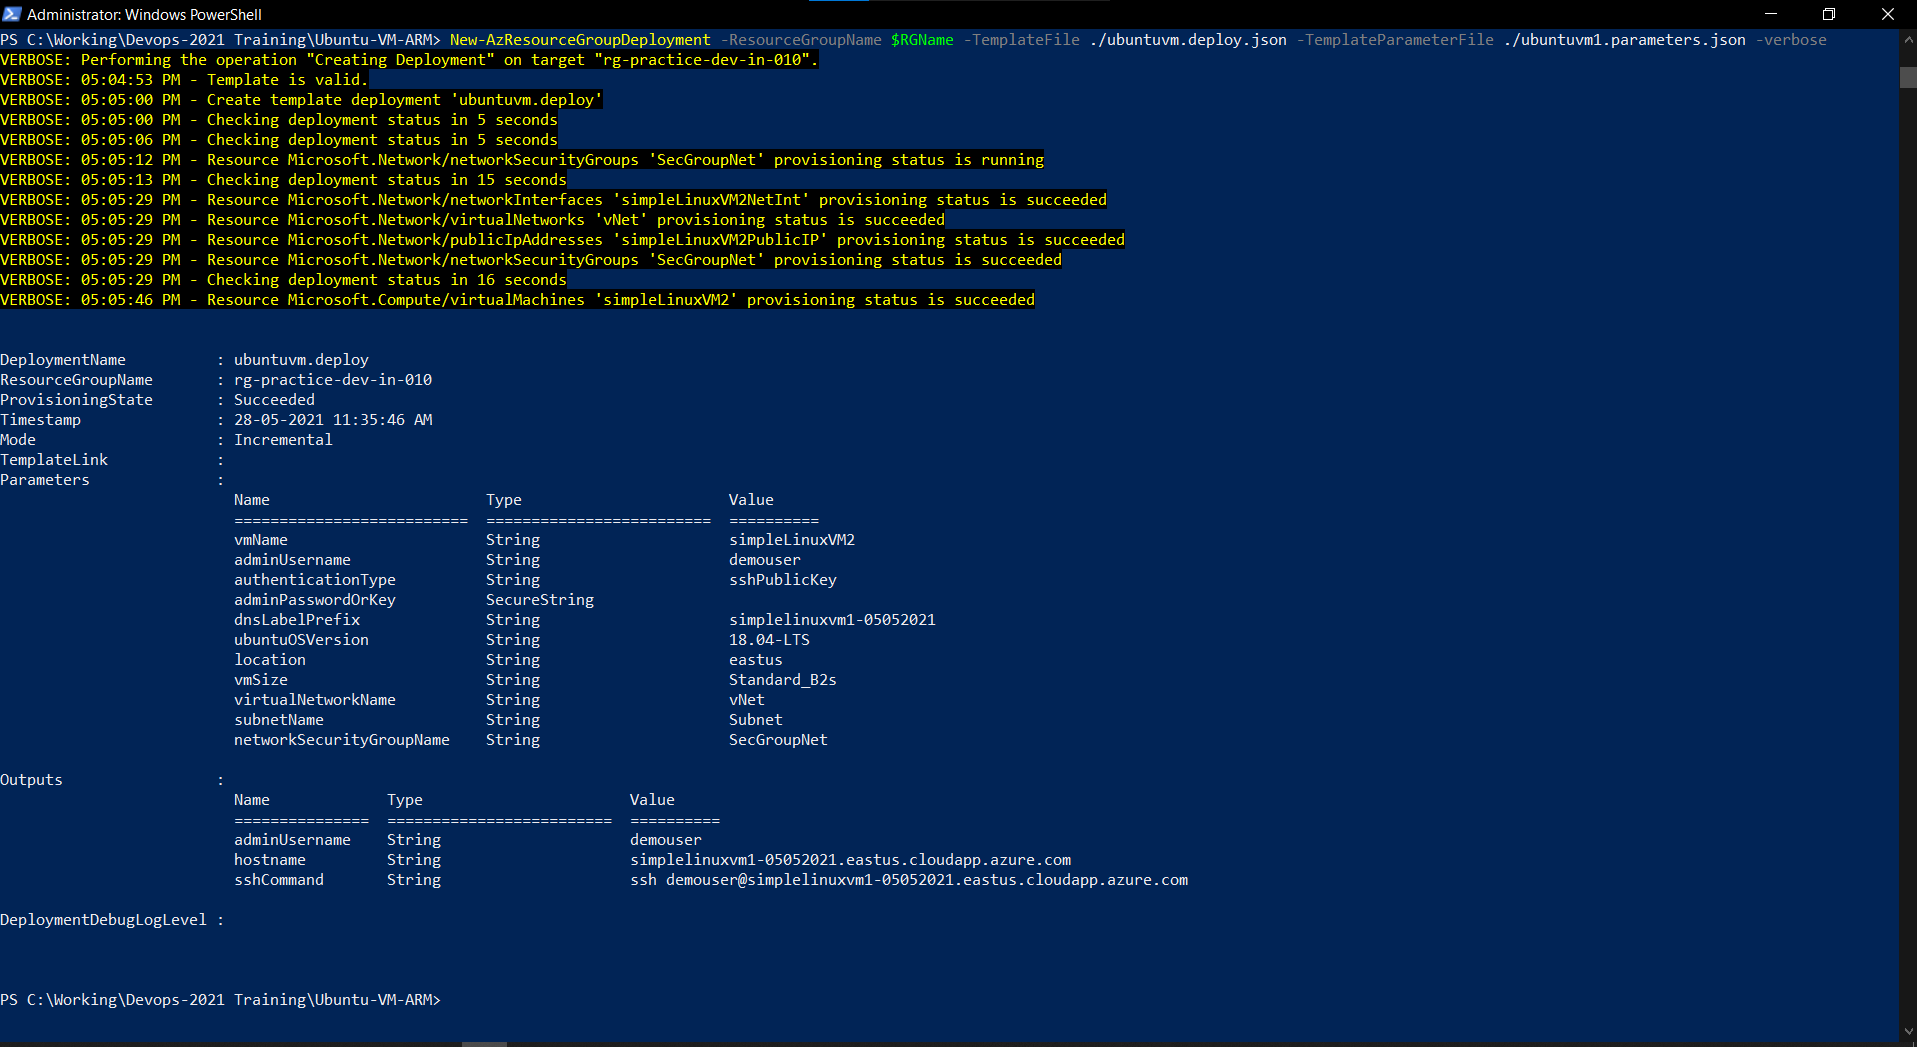 Administrator: Windows PowerShell
PS C:\Working\Devops-2021 Training\Ubuntu-VM-ARM> New-AzResourceGroupDeployment -ResourceGroupName $RGName -TemplateFile ./ubuntuvm.deploy.json -TemplateParameterFile ./ubuntuvm1.parameters.json -verbose
VERBOSE: Performing the operation "Creating Deployment" on target "rg-practice-dev-in-010".
VERBOSE: 05:04:53 PM - Template is valid.
VERBOSE: 05:05:00 PM - Create template deployment 'ubuntuvm.deploy'
VERBOSE: 05:05:00 PM - Checking deployment status in 5 seconds
VERBOSE: 05:05:06 PM - Checking deployment status in 5 seconds
VERBOSE: 05:05:12 PM - Resource Microsoft.Network/networkSecurityGroups 'SecGroupNet' provisioning status is running
VERBOSE: 05:05:13 PM - Checking deployment status in 15 seconds
VERBOSE: 05:05:29 PM - Resource Microsoft.Network/networkInterfaces 'simpleLinuxVM2NetInt' provisioning status is succeeded
VERBOSE: 05:05:29 PM - Resource Microsoft.Network/virtualNetworks 'vNet' provisioning status is succeeded
VERBOSE: 05:05:29 PM - Resource Microsoft.Network/publicIpAddresses 'simpleLinuxVM2PublicIP' provisioning status is succeeded
VERBOSE: 05:05:29 PM - Resource Microsoft.Network/networkSecurityGroups 'SecGroupNet' provisioning status is succeeded
VERBOSE: 05:05:29 PM - Checking deployment status in 16 seconds
VERBOSE: 05:05:46 PM - Resource Microsoft.Compute/virtualMachines 'simpleLinuxVM2' provisioning status is succeeded
DeploymentName : ubuntuvm.deploy
ResourceGroupName : rg-practice-dev-in-010
ProvisioningState : Succeeded
Timestamp : 28-05-2021 11:35:46 AM
Mode : Incremental
TemplateLink :
Parameters :
Name Type Value
========================== ========================= ==========
vmName String simpleLinuxVM2
adminUsername String demouser
authenticationType String sshPublicKey
adminPasswordOrKey SecureString
dnsLabelPrefix String simplelinuxvm1-05052021
ubuntuOSVersion String 18.04-LTS
location String eastus
vmSize String Standard_B2s
virtualNetworkName String vNet
subnetName String Subnet
networkSecurityGroupName String SecGroupNet
Outputs :
Name Type Value
=============== ========================= ==========
adminUsername String demouser
hostname String simplelinuxvm1-05052021.eastus.cloudapp.azure.com
sshCommand String ssh demouser@simplelinuxvm1-05052021.eastus.cloudapp.azure.com
DeploymentDebugLogLevel :
PS C:\Working\Devops-2021 Training\Ubuntu-VM-ARM>